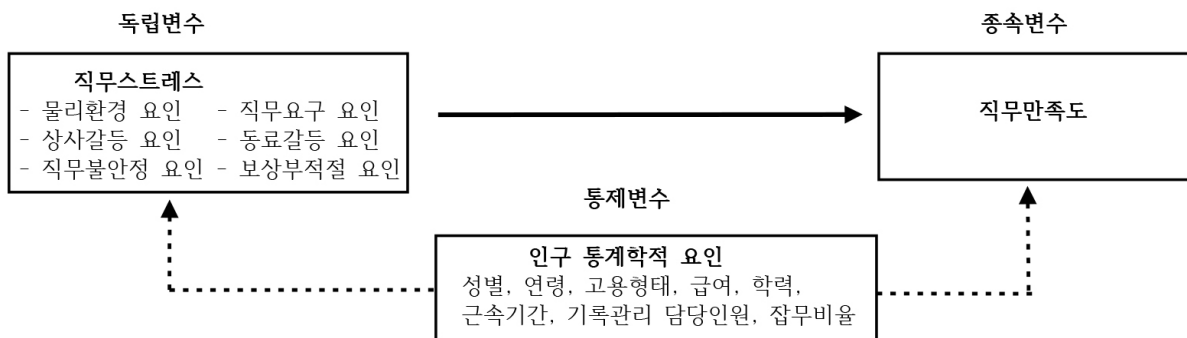 독립변수
종속변수
직무스트레스
- 물리환경 요인 - 직무요구 요인
- 상사갈등 요인 - 동료갈등 요인
- 직무불안정 요인 - 보상부적절 요인
직무만족도
통제변수
인구 통계학적 요인
성별, 연령, 고용형태, 급여, 학력,
근속기간, 기록관리 담당인원, 잡무비율